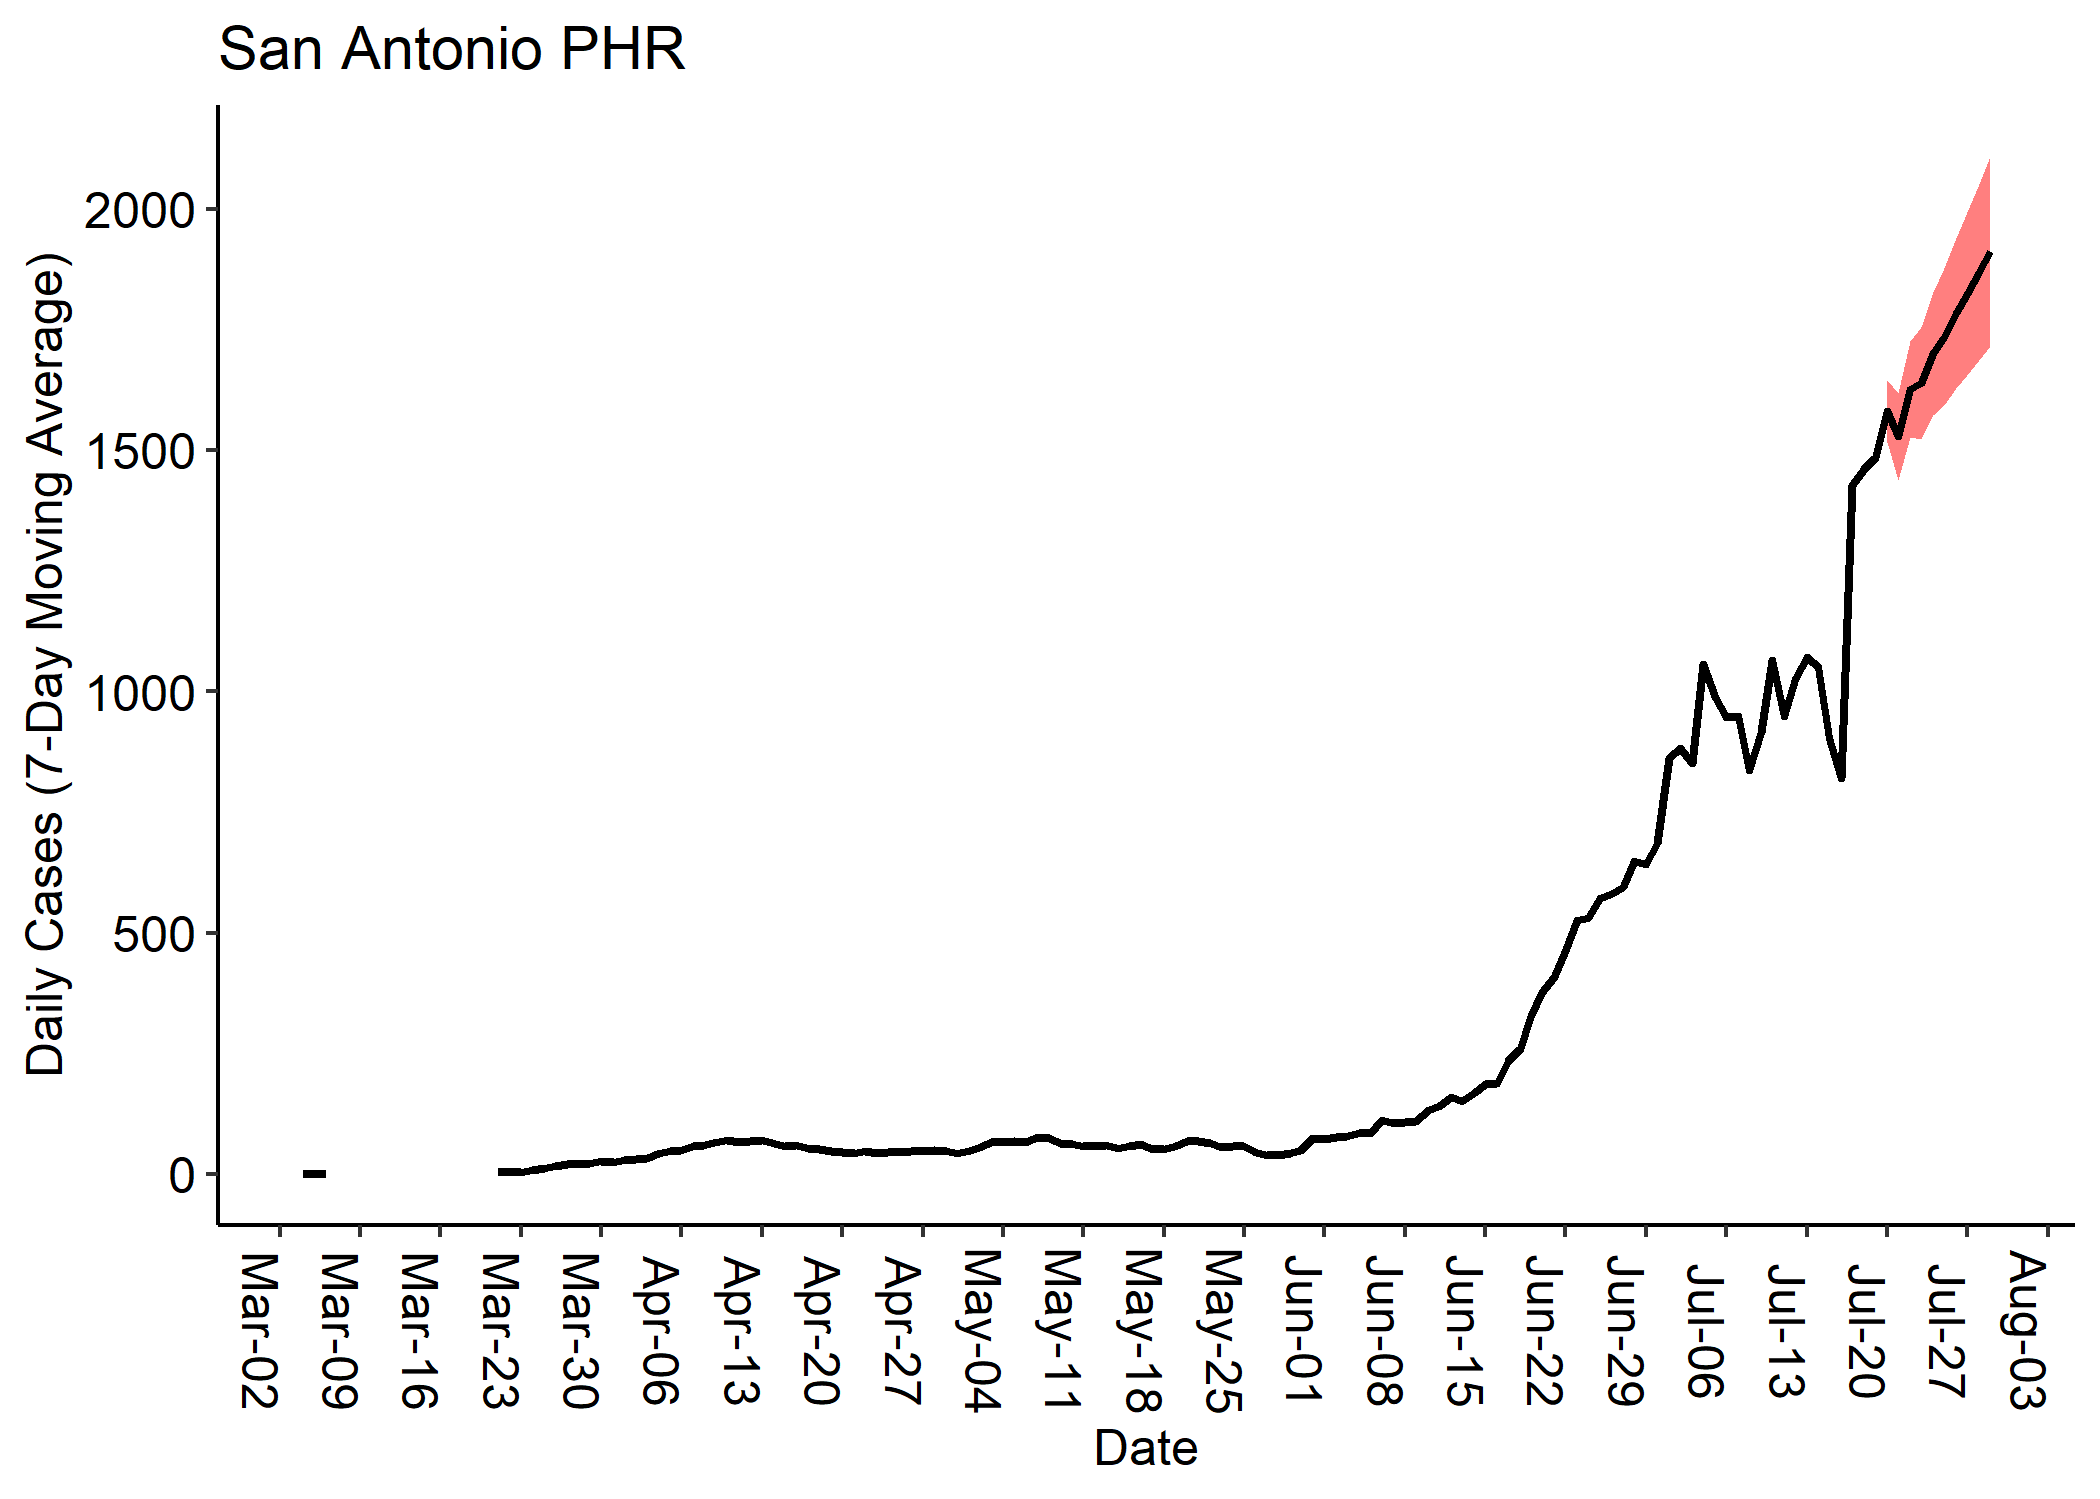 San Antonio PHR
Daily Cases (7-Day Moving Average)
2000
1500
1000
500
0
Mar-02
Mar-09
Mar-16
Mar-23
Mar-30
Apr-06
Apr-13
Apr-20
Apr-27
May-04
May-11
May-18
May-25
Jun-01
Jun-08
Jun-15
Jun-22
Jun-29
Jul-06
Jul-13
Jul-20
Jul-27
Aug-03
Date